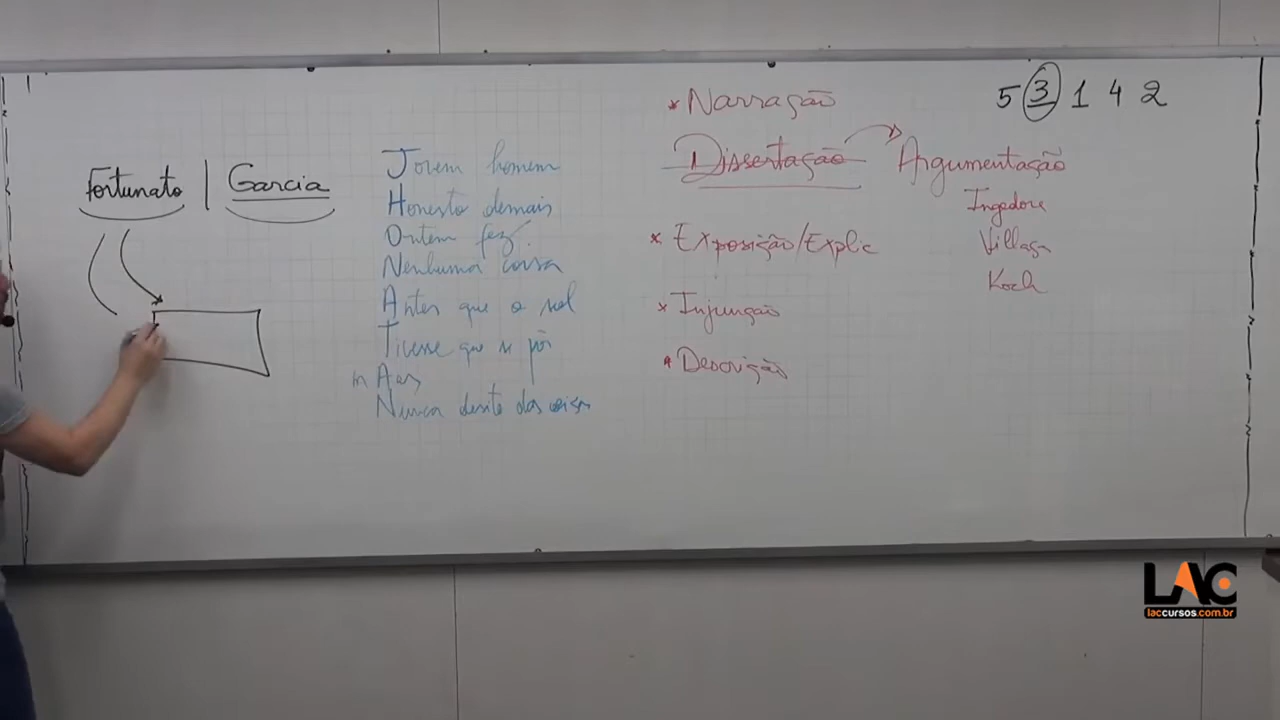 Fortunato | Garcia
Jovem homem
Honesto demais
Ontem fez
Nenhuma coisa
Antes que o sol
Tivesse que se pôr
Nunca das coisas
* Narração
Dissertação
Argumentação
Ingedore
Villaça
Koch
* Exposição/Explic
* Injunção
* Descrição
5 3 1 4 2
LAC
laccursos.com.br